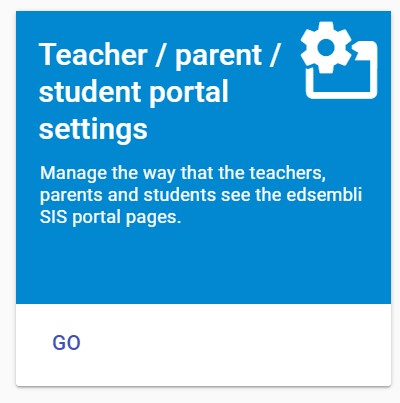 Teacher / parent /
student portal
settings
Manage the way that the teachers,
parents and students see the edsembli
SIS portal pages.
GO